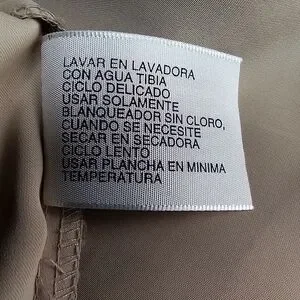 LAVAR EN LAVADORA
CON AGUA TIBIA
CICLO DELICADO
USAR SOLAMENTE
BLANQUEADOR SIN CLORO,
CUANDO SE NECESITE
SECAR EN SECADORA
CICLO LENTO
USAR PLANCHA EN MINIMA
TEMPERATURA